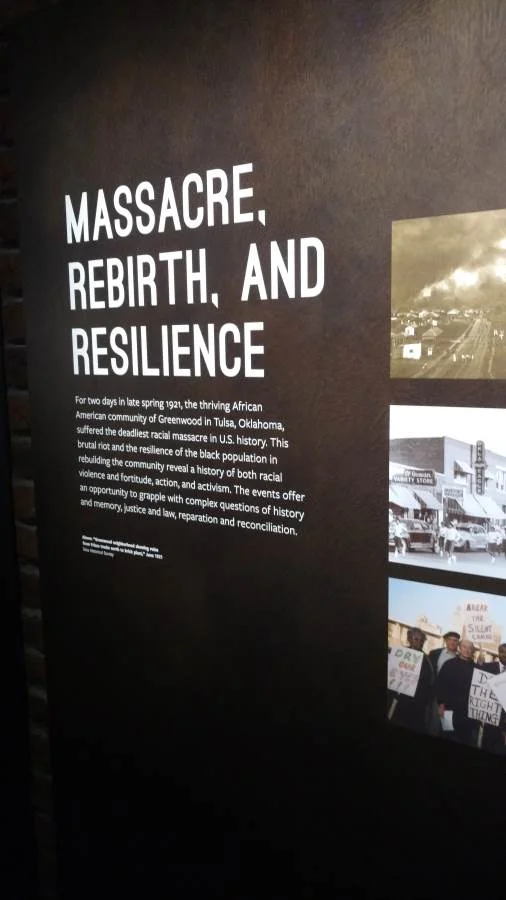 MASSACRE,
REBIRTH, AND
RESILIENCE
For two days in late spring 1921, the thriving African
American community of Greenwood in Tulsa, Oklahoma,
suffered the deadliest racial massacre in U.S. history. This
brutal riot and the resilience of the black population in
rebuilding the community reveal a history of both racial
violence and fortitude, action, and activism. The events offer
an opportunity to grapple with complex questions of history
and memory, justice and law, reparation and reconciliation.
VARIETY STORE
BREAK
THE
SILENT
DRY
OUR
EYES
!!!
THE
RIGHT
THING